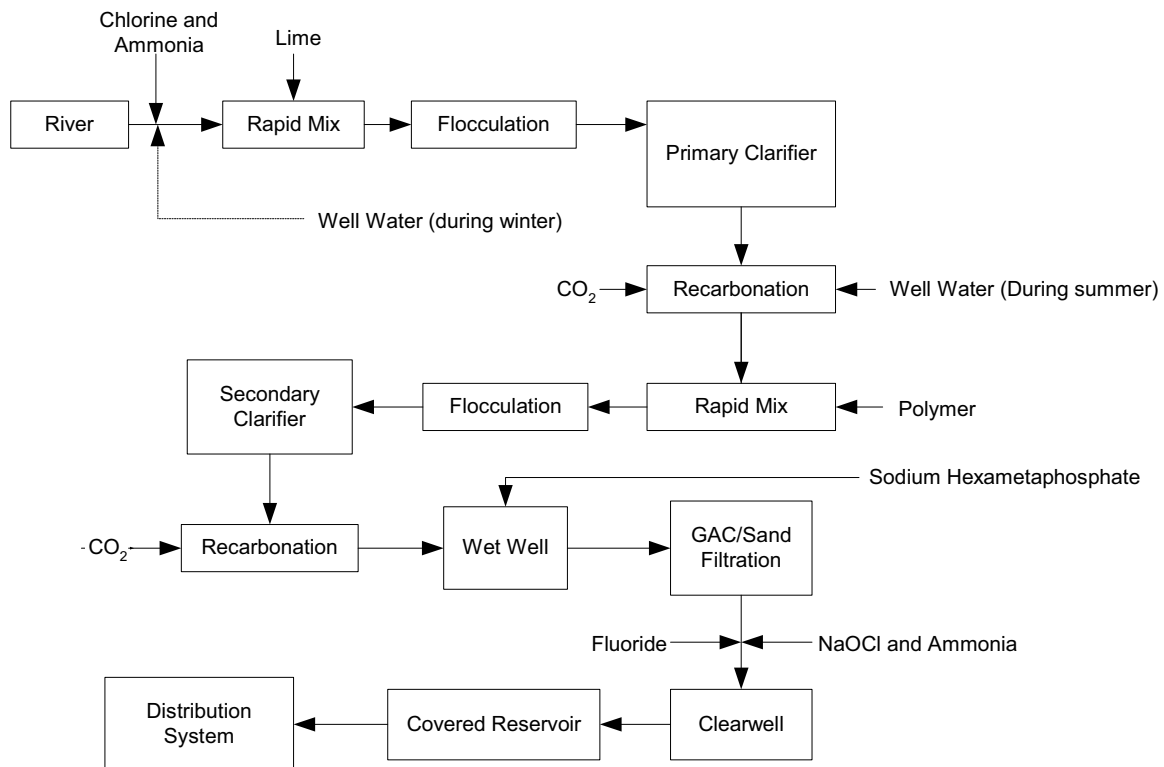 Chlorine and
Ammonia
Lime
River
Rapid Mix
Flocculation
Primary Clarifier
Well Water (during winter)
CO2
Recarbonation
Well Water (During summer)
Secondary
Clarifier
Flocculation
Rapid Mix
Polymer
Sodium Hexametaphosphate
CO2
Recarbonation
Wet Well
GAC/Sand
Filtration
Fluoride
NaOCl and Ammonia
Distribution
System
Covered Reservoir
Clearwell